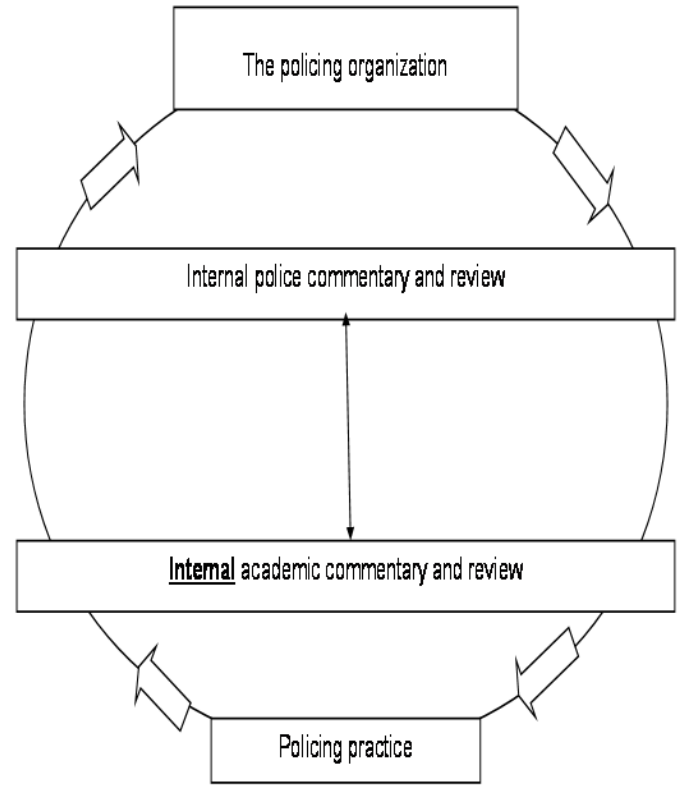 The policing organization
Internal police commentary and review
Internal academic commentary and review
Policing practice